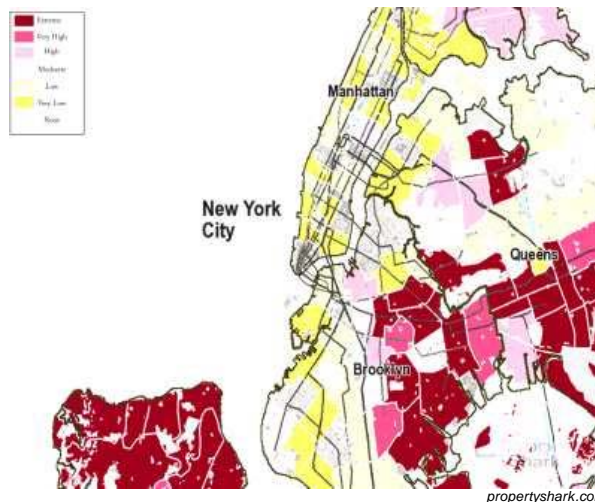 Extreme
Very High
High
Moderate
Low
Very Low
None
Manhattan
New York
City
Queens
Brooklyn
propertyshark.co